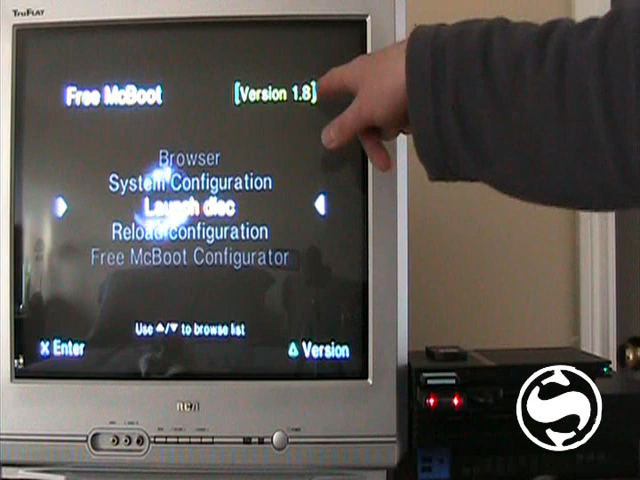 TRUFLAT
Free McBoot [Version 1.8]
Browser
System Configuration
Launch disc
Reload configuration
Free McBoot Configurator
Use ▲/▼ to browse list
X Enter
△ Version
RCA